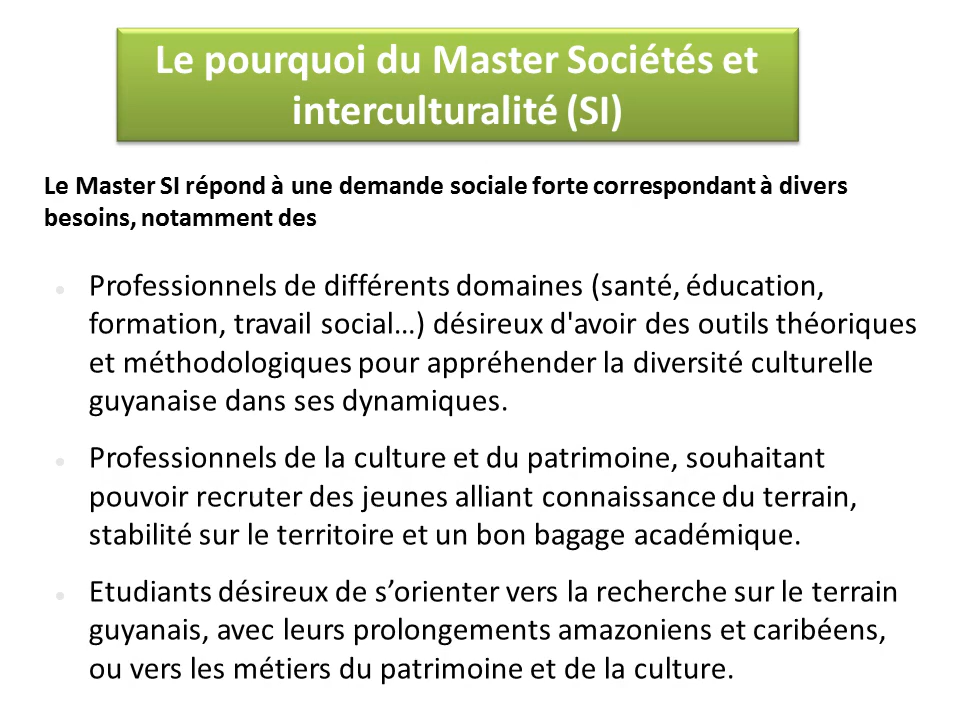 Le pourquoi du Master Sociétés et
interculturalité (SI)
Le Master SI répond à une demande sociale forte correspondant à divers
besoins, notamment des
Professionnels de différents domaines (santé, éducation,
formation, travail social…) désireux d'avoir des outils théoriques
et méthodologiques pour appréhender la diversité culturelle
guyanaise dans ses dynamiques.
Professionnels de la culture et du patrimoine, souhaitant
pouvoir recruter des jeunes alliant connaissance du terrain,
stabilité sur le territoire et un bon bagage académique.
Etudiants désireux de s’orienter vers la recherche sur le terrain
guyanais, avec leurs prolongements amazoniens et caribéens,
ou vers les métiers du patrimoine et de la culture.